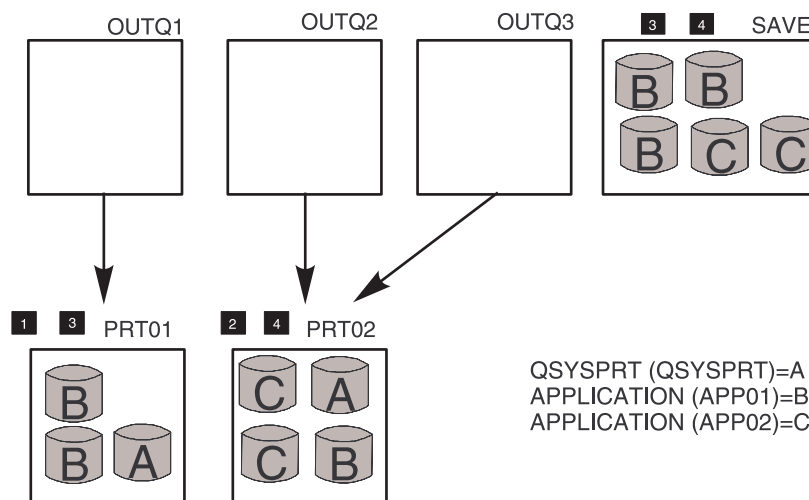 OUTQ1 OUTQ2 OUTQ3 3 4 SAVE
B B
B C C
1 3 PRT01 2 4 PRT02
B
B A
C A
C B
QSYSPRT (QSYSPRT)=A
APPLICATION (APP01)=B
APPLICATION (APP02)=C